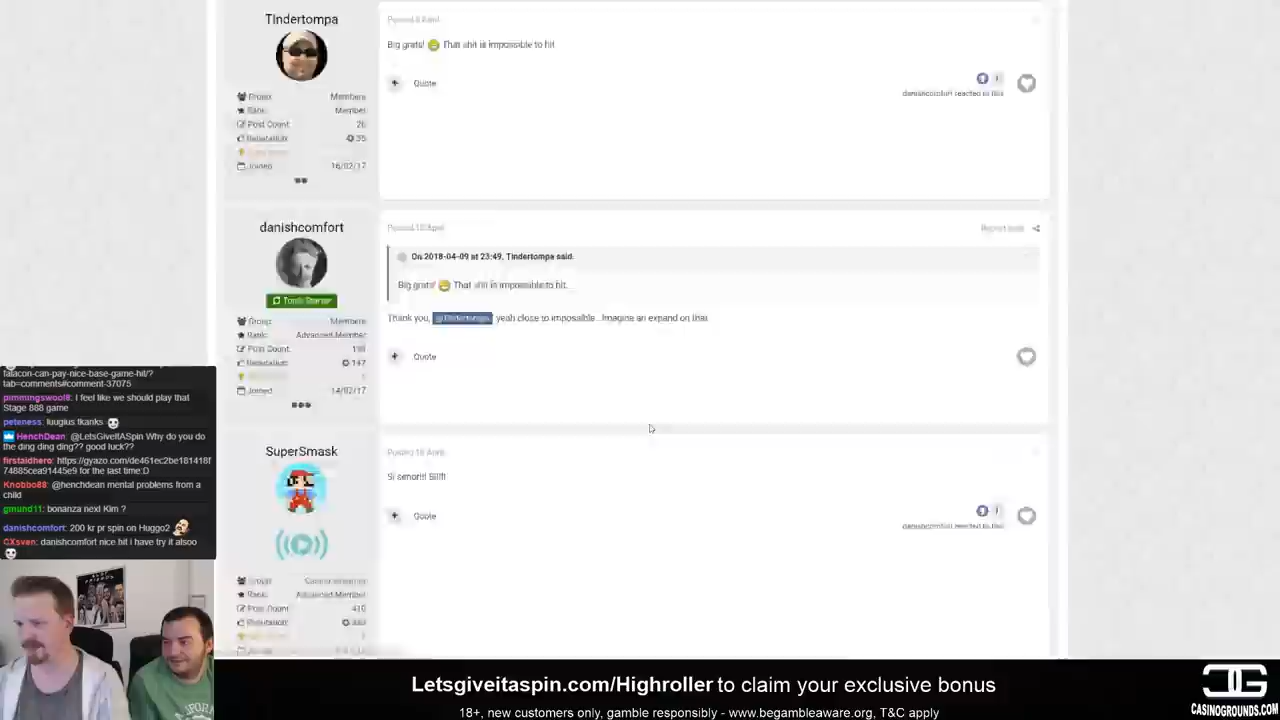 TIndertompa
Big grats! That shit is impossible to hit
Quote
danishcomfort reacted to this
Group: Members
Rank: Member
Post Count: 26
Reputation: 35
Joined: 16/02/17
danishcomfort
Report post
On 2018-04-09 at 23:49, Tindertompa said:
Big grats! That shit is impossible to hit
Thank you, @Tindertompa yeah close to impossible...Imagine an expand on that
Quote
Topic Starter
Group: Members
Rank: Advanced Member
Post Count:
Reputation: 147
Joined: 14/02/17
SuperSmask
Si senor!!!
Quote
danishcomfort reacted to this
Rank: Advanced Member
Post Count: 410
Reputation:
falacon-can-pay-nice-base-game-hit/?
tab=comments#comment-37075
pimmingswool8: I feel like we should play that
Stage 888 game
peteness: luugius tkanks
HenchDean: @LetsGiveItASpin Why do you do
the ding ding ding?? good luck??
firstaidhero: https://gyazo.com/de461ec2be181418f
74885cea91445e9 for the last time:D
Knobbo88: @henchdean mental problems from a
child
gmund11: bonanza next Kim ?
danishcomfort: 200 kr pr spin on Huggo2
CXsven: danishcomfort nice hit i have try it alsoo
Letsgiveitaspin.com/Highroller to claim your exclusive bonus
18+, new customers only, gamble responsibly - www.begambleaware.org, T&C apply
CASINOGROUNDS.COM